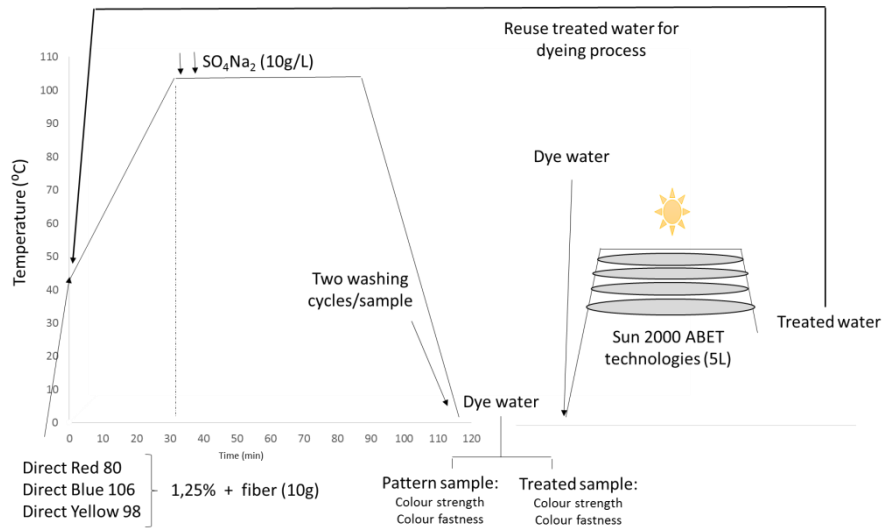 Reuse treated water for
dyeing process
SO₄Na₂ (10g/L)
Temperature (⁰C)
110
100
90
80
70
60
50
40
30
20
10
0
0 10 20 30 40 50 60 70 80 90 100 110 120
Time (min)
Two washing
cycles/sample
Dye water
Dye water
Sun 2000 ABET
technologies (5L)
Treated water
Direct Red 80
Direct Blue 106
Direct Yellow 98
1,25% + fiber (10g)
Pattern sample:
Colour strength
Colour fastness
Treated sample:
Colour strength
Colour fastness